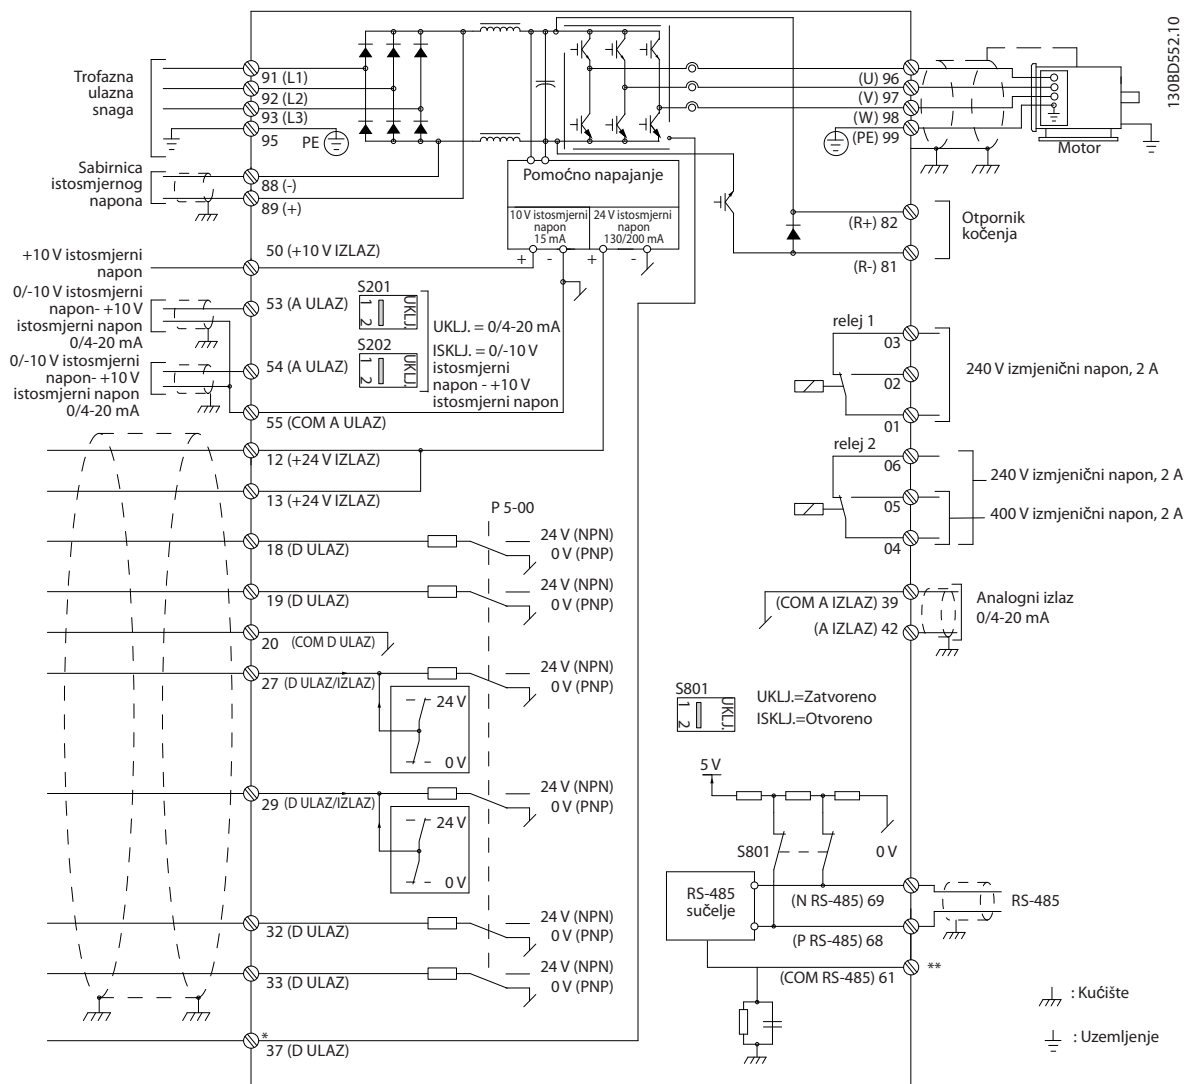 130BD552.10
Trofazna
ulazna
snaga
91 (L1)
92 (L2)
93 (L3)
95
PE
Sabirnica
istosmjernog
napona
88 (-)
89 (+)
Pomoćno napajanje
10 V istosmjerni
napon
15 mA
24 V istosmjerni
napon
130/200 mA
+
-
+
-
(U) 96
(V) 97
(W) 98
(PE) 99
Motor
(R+) 82
(R-) 81
Otpornik
kočenja
+10 V istosmjerni
napon
50 (+10 V IZLAZ)
0/-10 V istosmjerni
napon- +10 V
istosmjerni napon
0/4-20 mA
53 (A ULAZ)
0/-10 V istosmjerni
napon- +10 V
istosmjerni napon
0/4-20 mA
54 (A ULAZ)
55 (COM A ULAZ)
S201
1 2
UKLJ.
S202
1 2
UKLJ.
UKLJ. = 0/4-20 mA
ISKLJ. = 0/-10 V
istosmjerni
napon - +10 V
istosmjerni napon
relej 1
03
02
01
240 V izmjenični napon, 2 A
relej 2
06
05
04
240 V izmjenični napon, 2 A
400 V izmjenični napon, 2 A
12 (+24 V IZLAZ)
13 (+24 V IZLAZ)
P 5-00
18 (D ULAZ)
24 V (NPN)
0 V (PNP)
19 (D ULAZ)
24 V (NPN)
0 V (PNP)
20 (COM D ULAZ)
27 (D ULAZ/IZLAZ)
24 V (NPN)
0 V (PNP)
24 V
0 V
29 (D ULAZ/IZLAZ)
24 V (NPN)
0 V (PNP)
24 V
0 V
32 (D ULAZ)
24 V (NPN)
0 V (PNP)
33 (D ULAZ)
24 V (NPN)
0 V (PNP)
*
37 (D ULAZ)
(COM A IZLAZ) 39
(A IZLAZ) 42
Analogni izlaz
0/4-20 mA
S801
1 2
UKLJ.
UKLJ.=Zatvoreno
ISKLJ.=Otvoreno
5 V
S801
0 V
RS-485
sučelje
(N RS-485) 69
(P RS-485) 68
(COM RS-485) 61
RS-485
**
: Kućište
: Uzemljenje